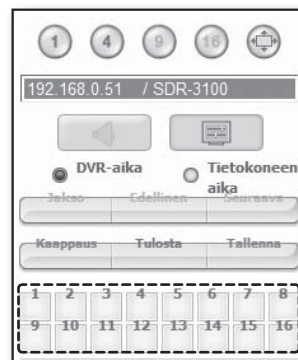 1 4 9 16
192.168.0.51 / SDR-3100
DVR-aika Tietokoneen aika
Jakso Edellinen Seuraava
Kaappaus Tulosta Tallenna
1 2 3 4 5 6 7 8
9 10 11 12 13 14 15 16